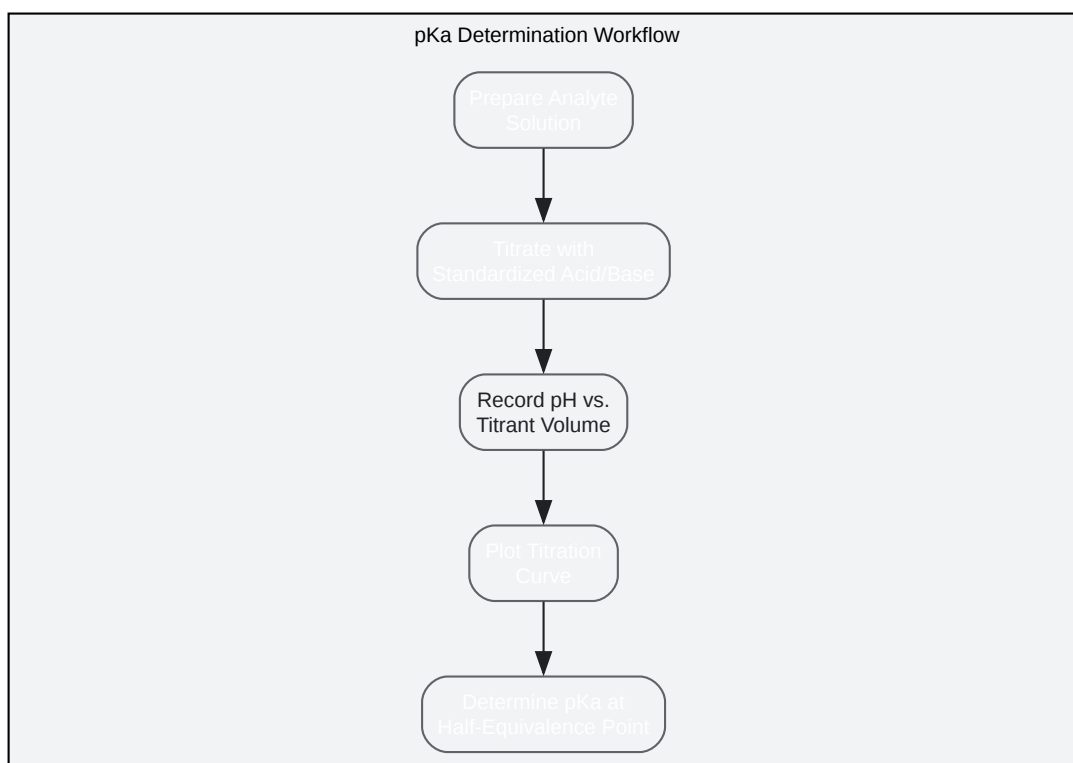 pKa Determination Workflow
Prepare Analyte
Solution
Titrate with
Standardized Acid/Base
Record pH vs.
Titrant Volume
Plot Titration
Curve
Determine pKa at
Half-Equivalence Point